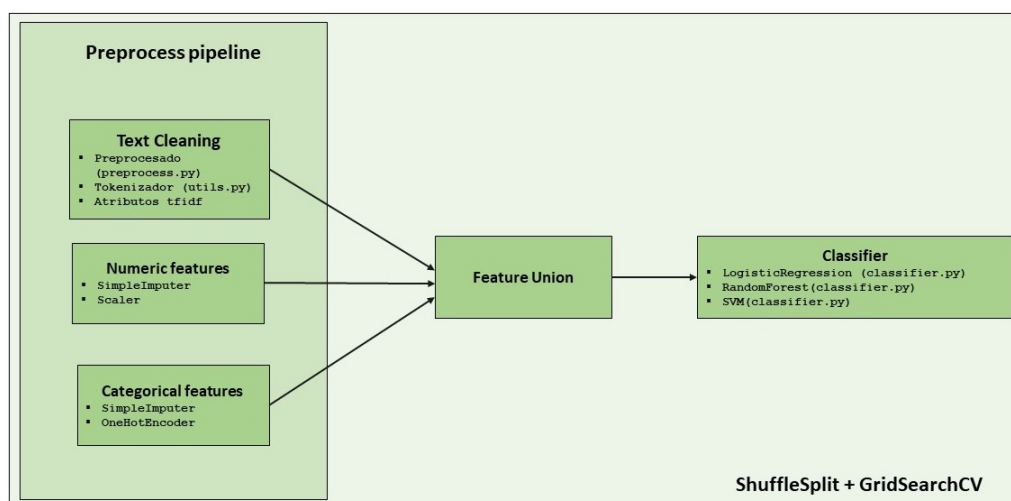 Preprocess pipeline
Text Cleaning
▪ Preprocesado
(preprocess.py)
▪ Tokenizador (utils.py)
▪ Atributos tfidf
Numeric features
▪ SimpleImputer
▪ Scaler
Categorical features
▪ SimpleImputer
▪ OneHotEncoder
Feature Union
Classifier
▪ LogisticRegression (classifier.py)
▪ RandomForest(classifier.py)
▪ SVM(classifier.py)
ShuffleSplit + GridSearchCV